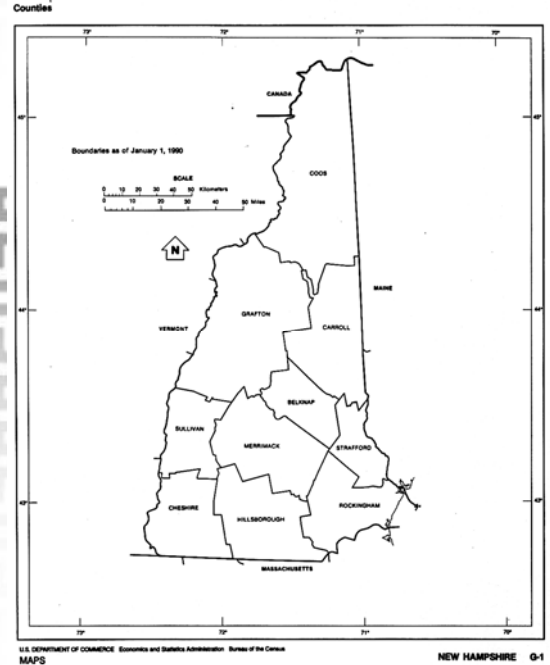 Counties
73° 72° 71° 70°
CANADA
45° 45°
Boundaries as of January 1, 1990
SCALE
0 10 20 30 40 50 Kilometers
0 10 20 30 40 50 Miles
COOS
N
MAINE
44° 44°
GRAFTON
VERMONT
CARROLL
BELKNAP
SULLIVAN
MERRIMACK
STRAFFORD
43° 43°
CHESHIRE
HILLSBOROUGH
ROCKINGHAM
MASSACHUSETTS
73° 72° 71° 70°
U.S. DEPARTMENT OF COMMERCE Economics and Statistics Administration Bureau of the Census
MAPS
NEW HAMPSHIRE G-1